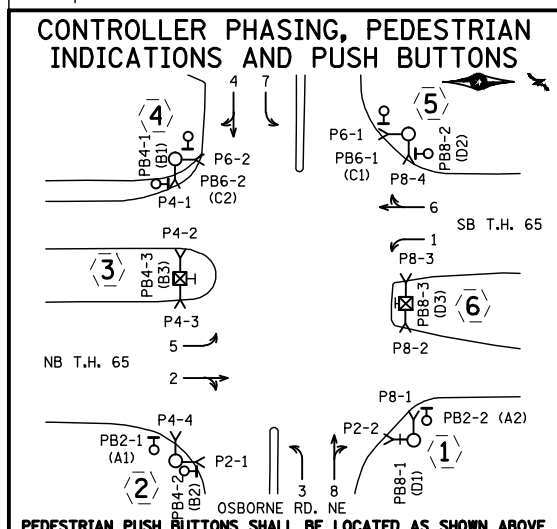 CONTROLLER PHASING, PEDESTRIAN
INDICATIONS AND PUSH BUTTONS
4
7
4
5
PB4-1
(B1)
P6-2
PB6-2
(C2)
P4-1
P6-1
PB6-1
(C1)
PB8-2
(D2)
P8-4
6
SB T.H. 65
1
P4-2
3
PB4-3
(B3)
P4-3
P8-3
PB8-3
(D3)
6
P8-2
5
NB T.H. 65
2
P4-4
PB2-1
(A1)
2
P2-1
PB4-2
(B2)
P8-1
P2-2
PB2-2 (A2)
1
PB8-1
(D1)
3
8
OSBORNE RD. NE
PEDESTRIAN PUSH BUTTONS SHALL BE LOCATED AS SHOWN ABOVE